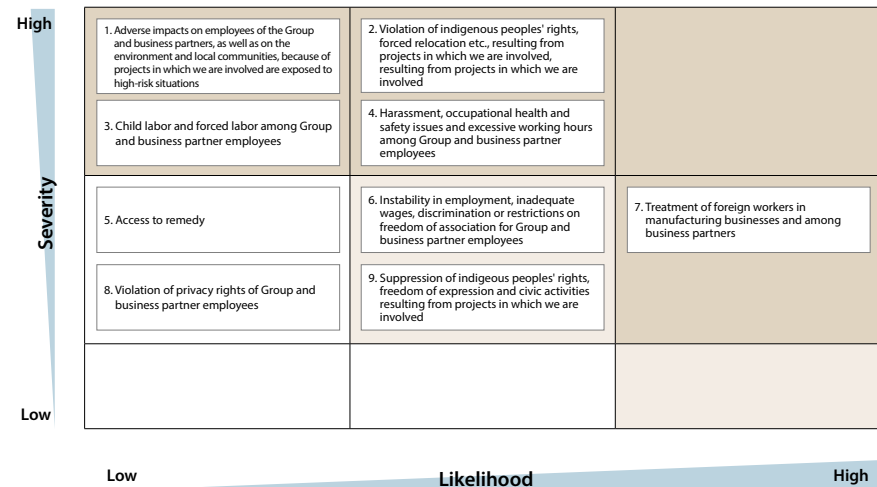 High
1. Adverse impacts on employees of the Group
and business partners, as well as on the
environment and local communities, because of
projects in which we are involved are exposed to
high-risk situations
2. Violation of indigenous peoples' rights,
forced relocation etc., resulting from
projects in which we are involved,
resulting from projects in which we are
involved
3. Child labor and forced labor among Group
and business partner employees
4. Harassment, occupational health and
safety issues and excessive working hours
among Group and business partner
employees
Severity
5. Access to remedy
6. Instability in employment, inadequate
wages, discrimination or restrictions on
freedom of association for Group and
business partner employees
7. Treatment of foreign workers in
manufacturing businesses and among
business partners
8. Violation of privacy rights of Group and
business partner employees
9. Suppression of indigeous peoples' rights,
freedom of expression and civic activities
resulting from projects in which we are
involved
Low
Low
Likelihood
High